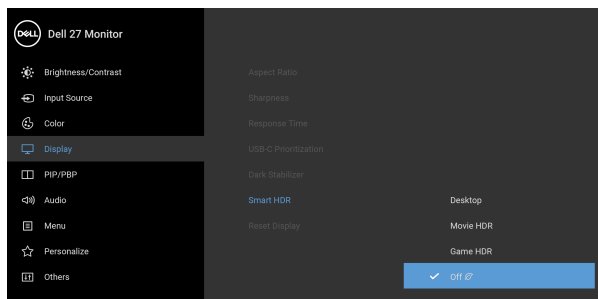 DELL Dell 27 Monitor
Brightness/Contrast
Input Source
Color
Display
PIP/PBP
Audio
Menu
Personalize
Others
Aspect Ratio
Sharpness
Response Time
USB-C Prioritization
Dark Stabilizer
Smart HDR
Reset Display
Desktop
Movie HDR
Game HDR
Off